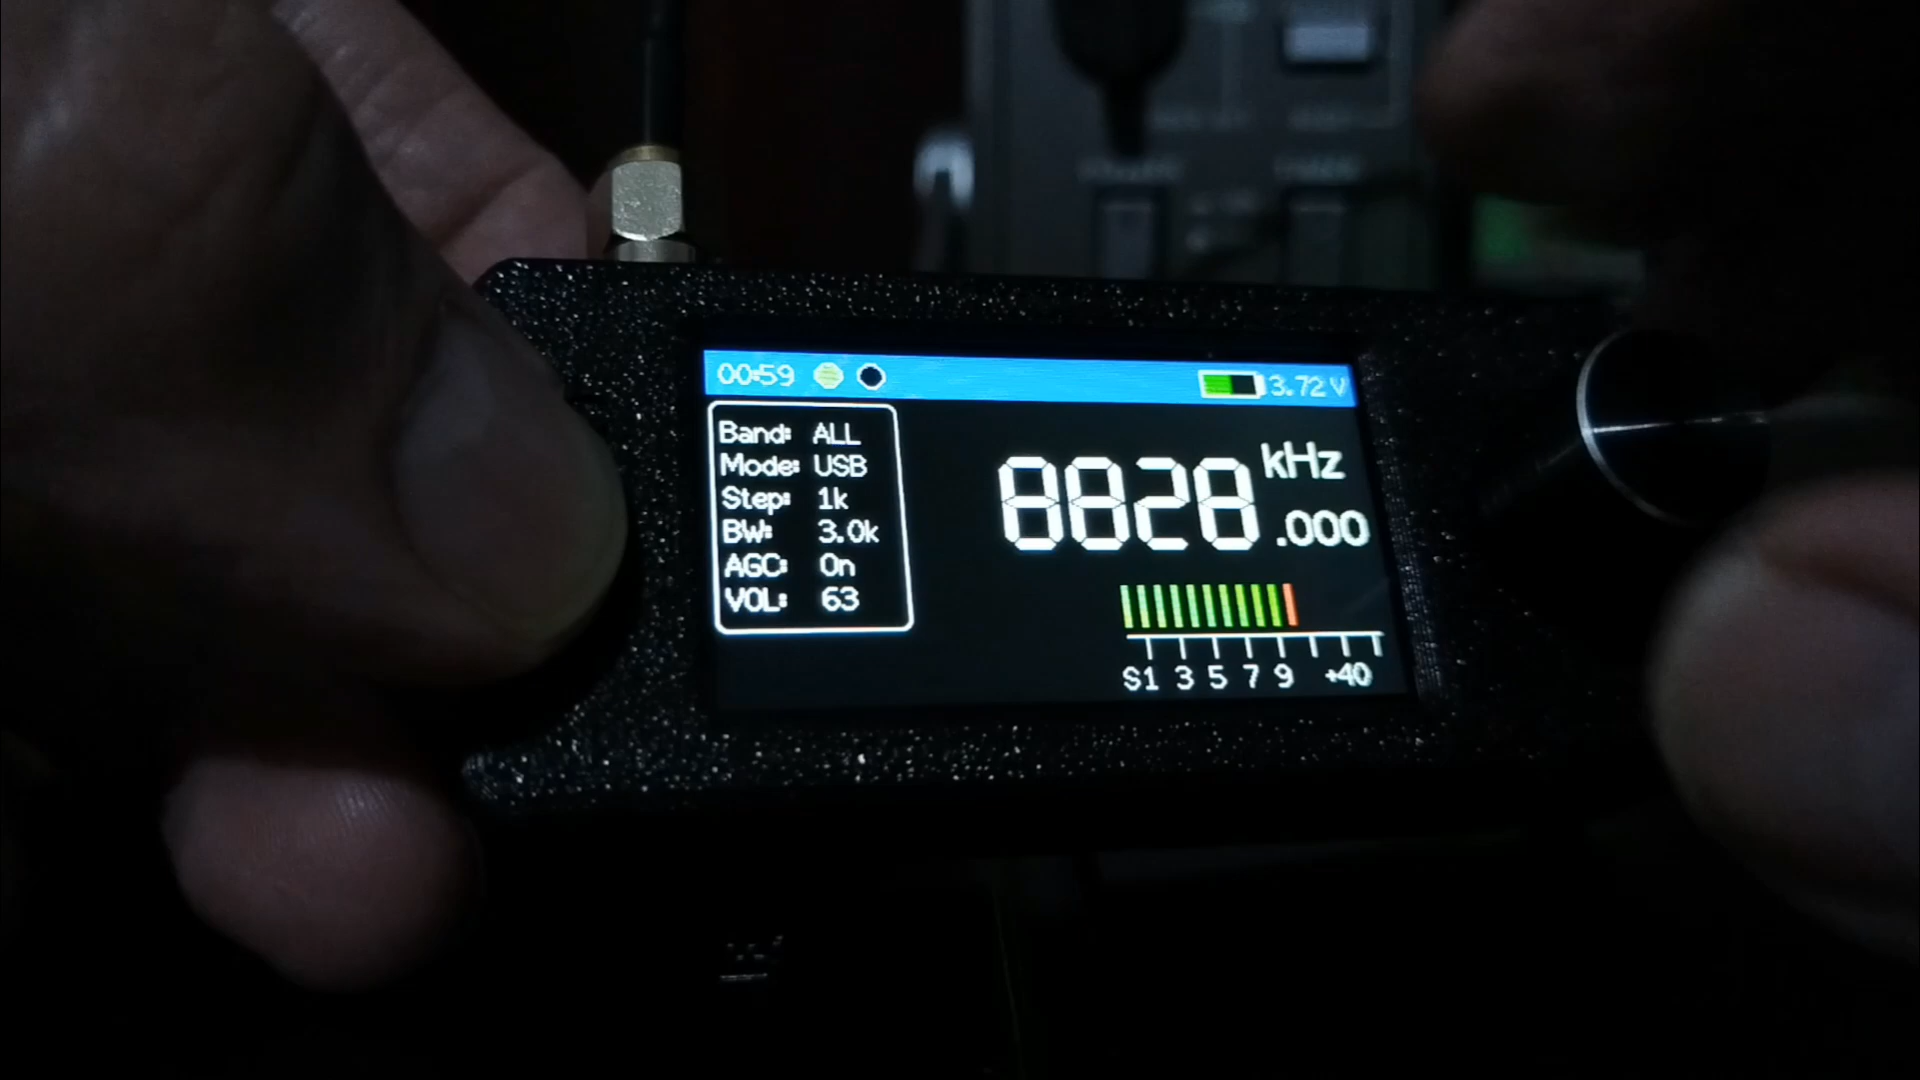 00:59 3.72 V
Band: ALL
Mode: USB
Step: 1k
BW: 3.0k
AGC: On
VOL: 63
8828 kHz
.000
S1 3 5 7 9 +40